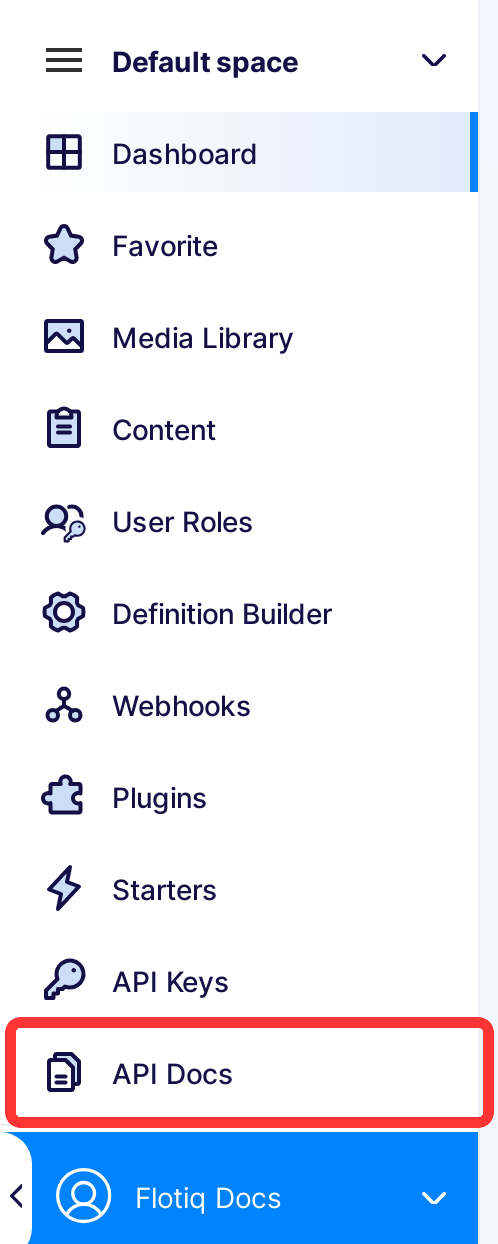 Default space
Dashboard
Favorite
Media Library
Content
User Roles
Definition Builder
Webhooks
Plugins
Starters
API Keys
API Docs
Flotiq Docs